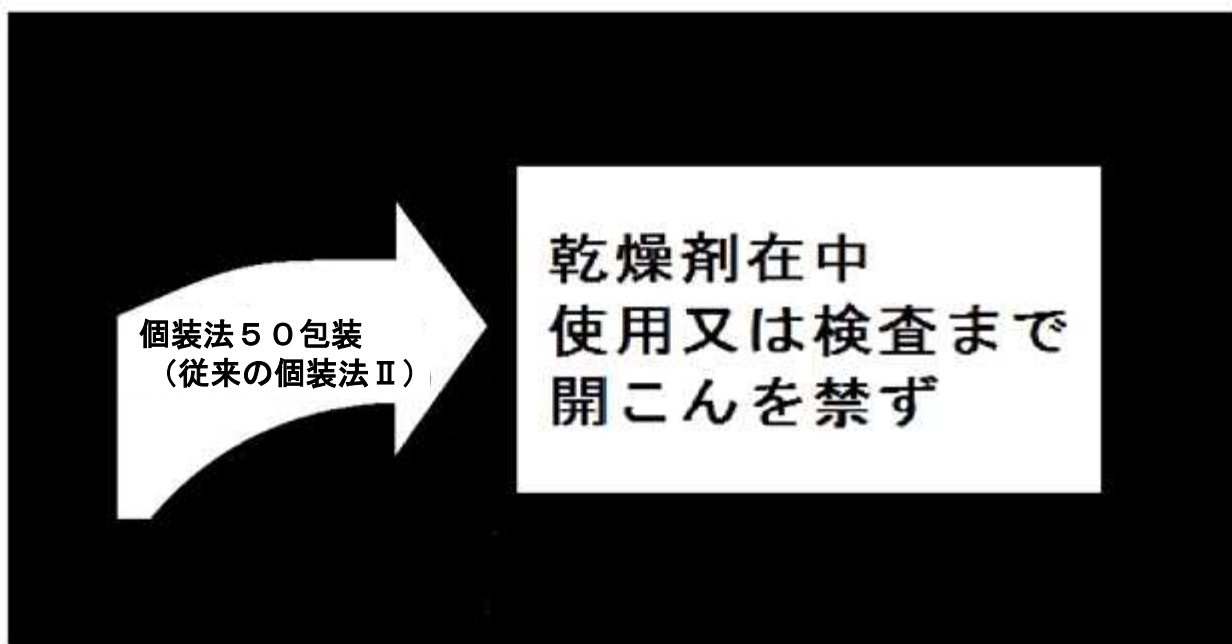 個装法５０包装
（従来の個装法Ⅱ）
乾燥剤在中
使用又は検査まで
開こんを禁ず